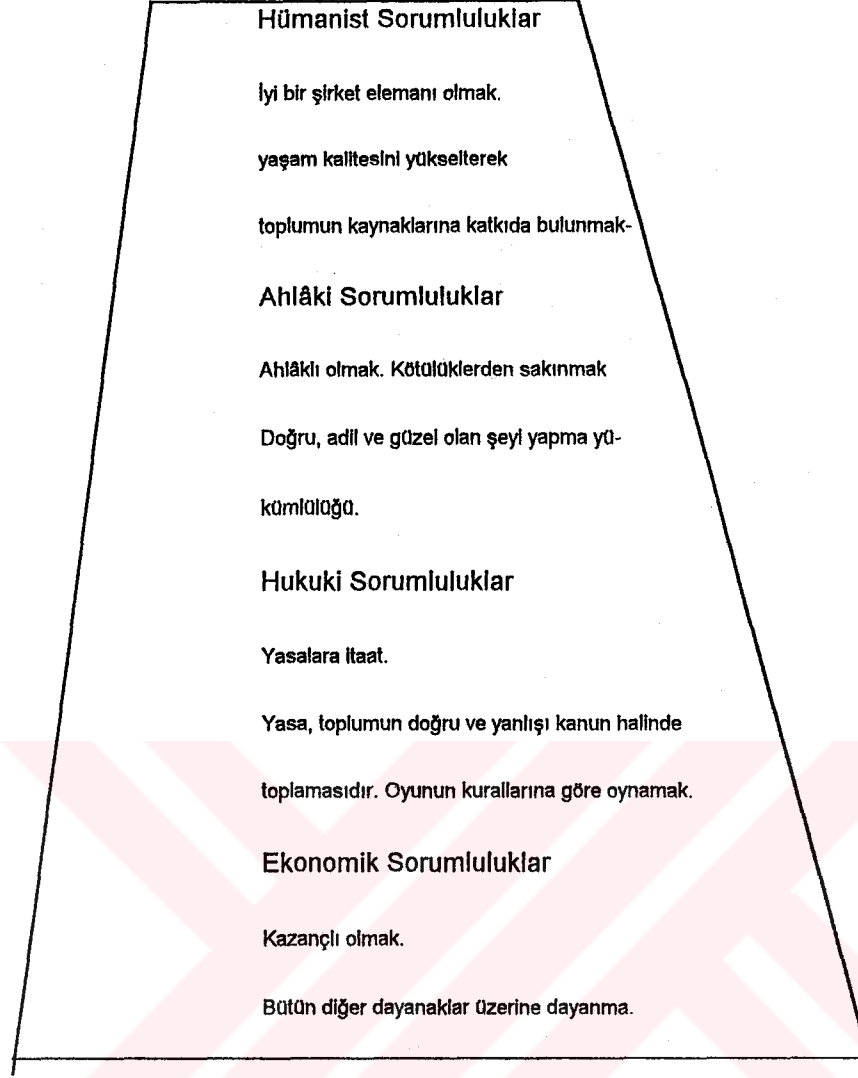 Hümanist Sorumluluklar
İyi bir şirket elemanı olmak.
yaşam kalitesini yükselterek
toplumun kaynaklarına katkıda bulunmak-
Ahlâki Sorumluluklar
Ahlâklı olmak. Kötülüklerden sakınmak
Doğru, adil ve güzel olan şeyi yapma yü-
kümlülüğü.
Hukuki Sorumluluklar
Yasalara itaat.
Yasa, toplumun doğru ve yanlışı kanun halinde
toplamasıdır. Oyunun kurallarına göre oynamak.
Ekonomik Sorumluluklar
Kazançlı olmak.
Bütün diğer dayanaklar üzerine dayanma.